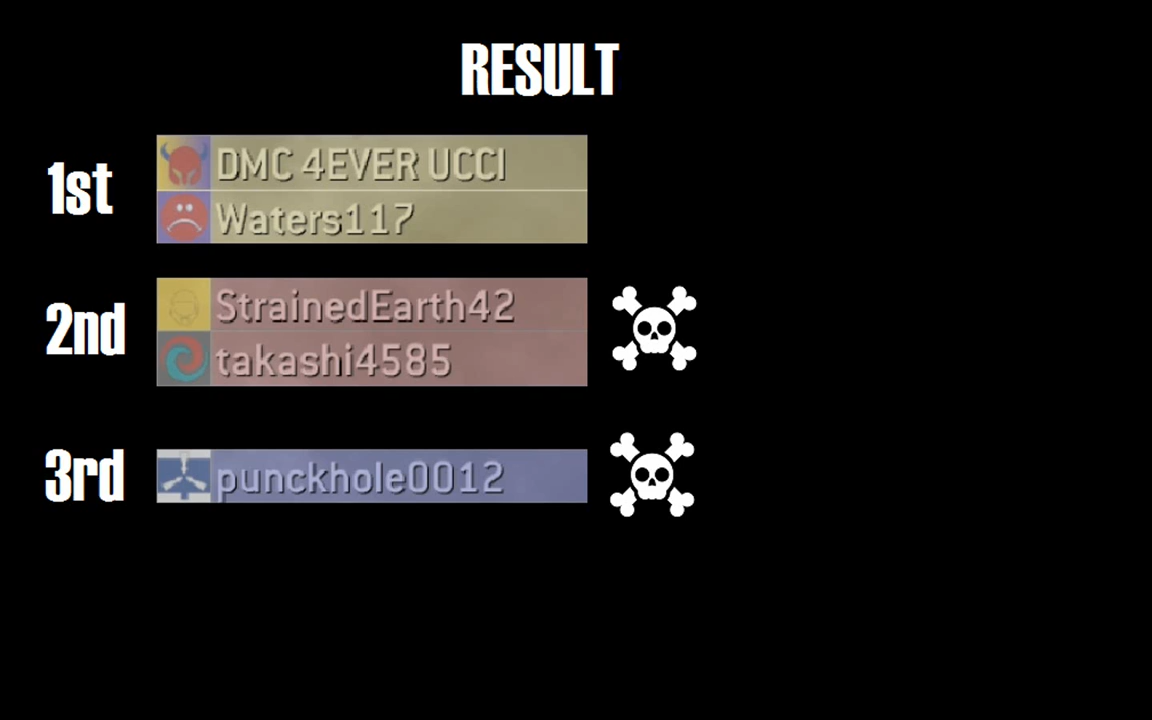 RESULT
1st
DMC 4EVER UCCI
Waters117
2nd
StrainedEarth42
takashi4585
3rd
punckhole0012